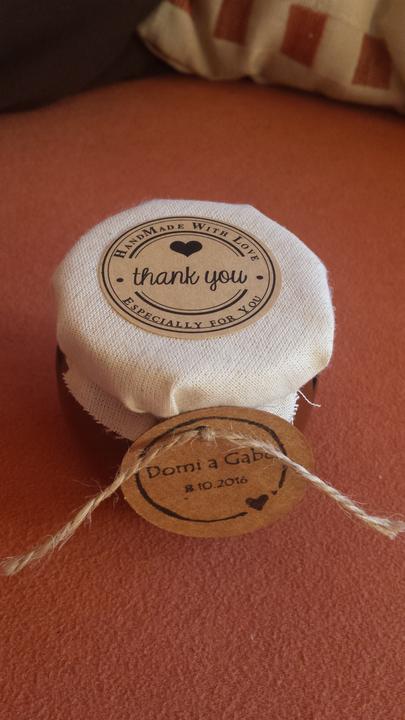 HandMade With Love
thank you
Especially for You
Domi a Gabo
8.10.2016